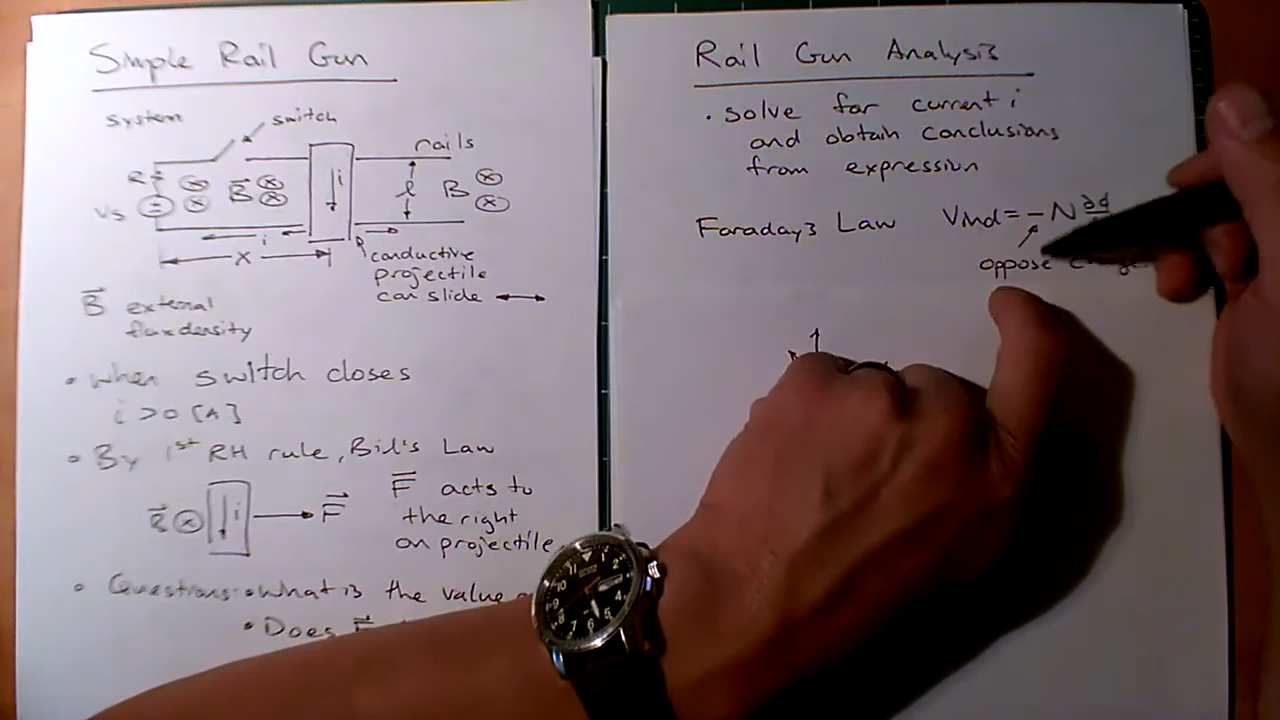 Simple Rail Gun
system
switch
rails
R
Vs
B
i
l
B
i
x
conductive
projectile
can slide
B external
flux density
• when switch closes
i > 0 [A]
• By 1st RH rule, Bil's Law
B i F
F acts to
the right
on projectile
• Questions • what is the value
• Does F
Rail Gun Analysis
• solve for current i
and obtain conclusions
from expression
Faraday's Law Vind = - N
oppose